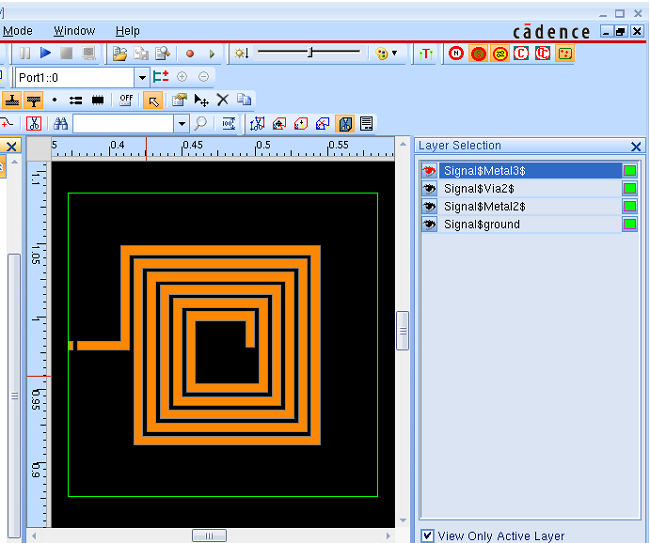 Mode Window Help cādence
T N C C
Port1::0
OFF
100
5 0.4 0.45 0.5 0.55
Layer Selection
Signal$Metal3$
Signal$Via2$
Signal$Metal2$
Signal$ground
1.1
1.05
1
0.95
0.9
View Only Active Layer